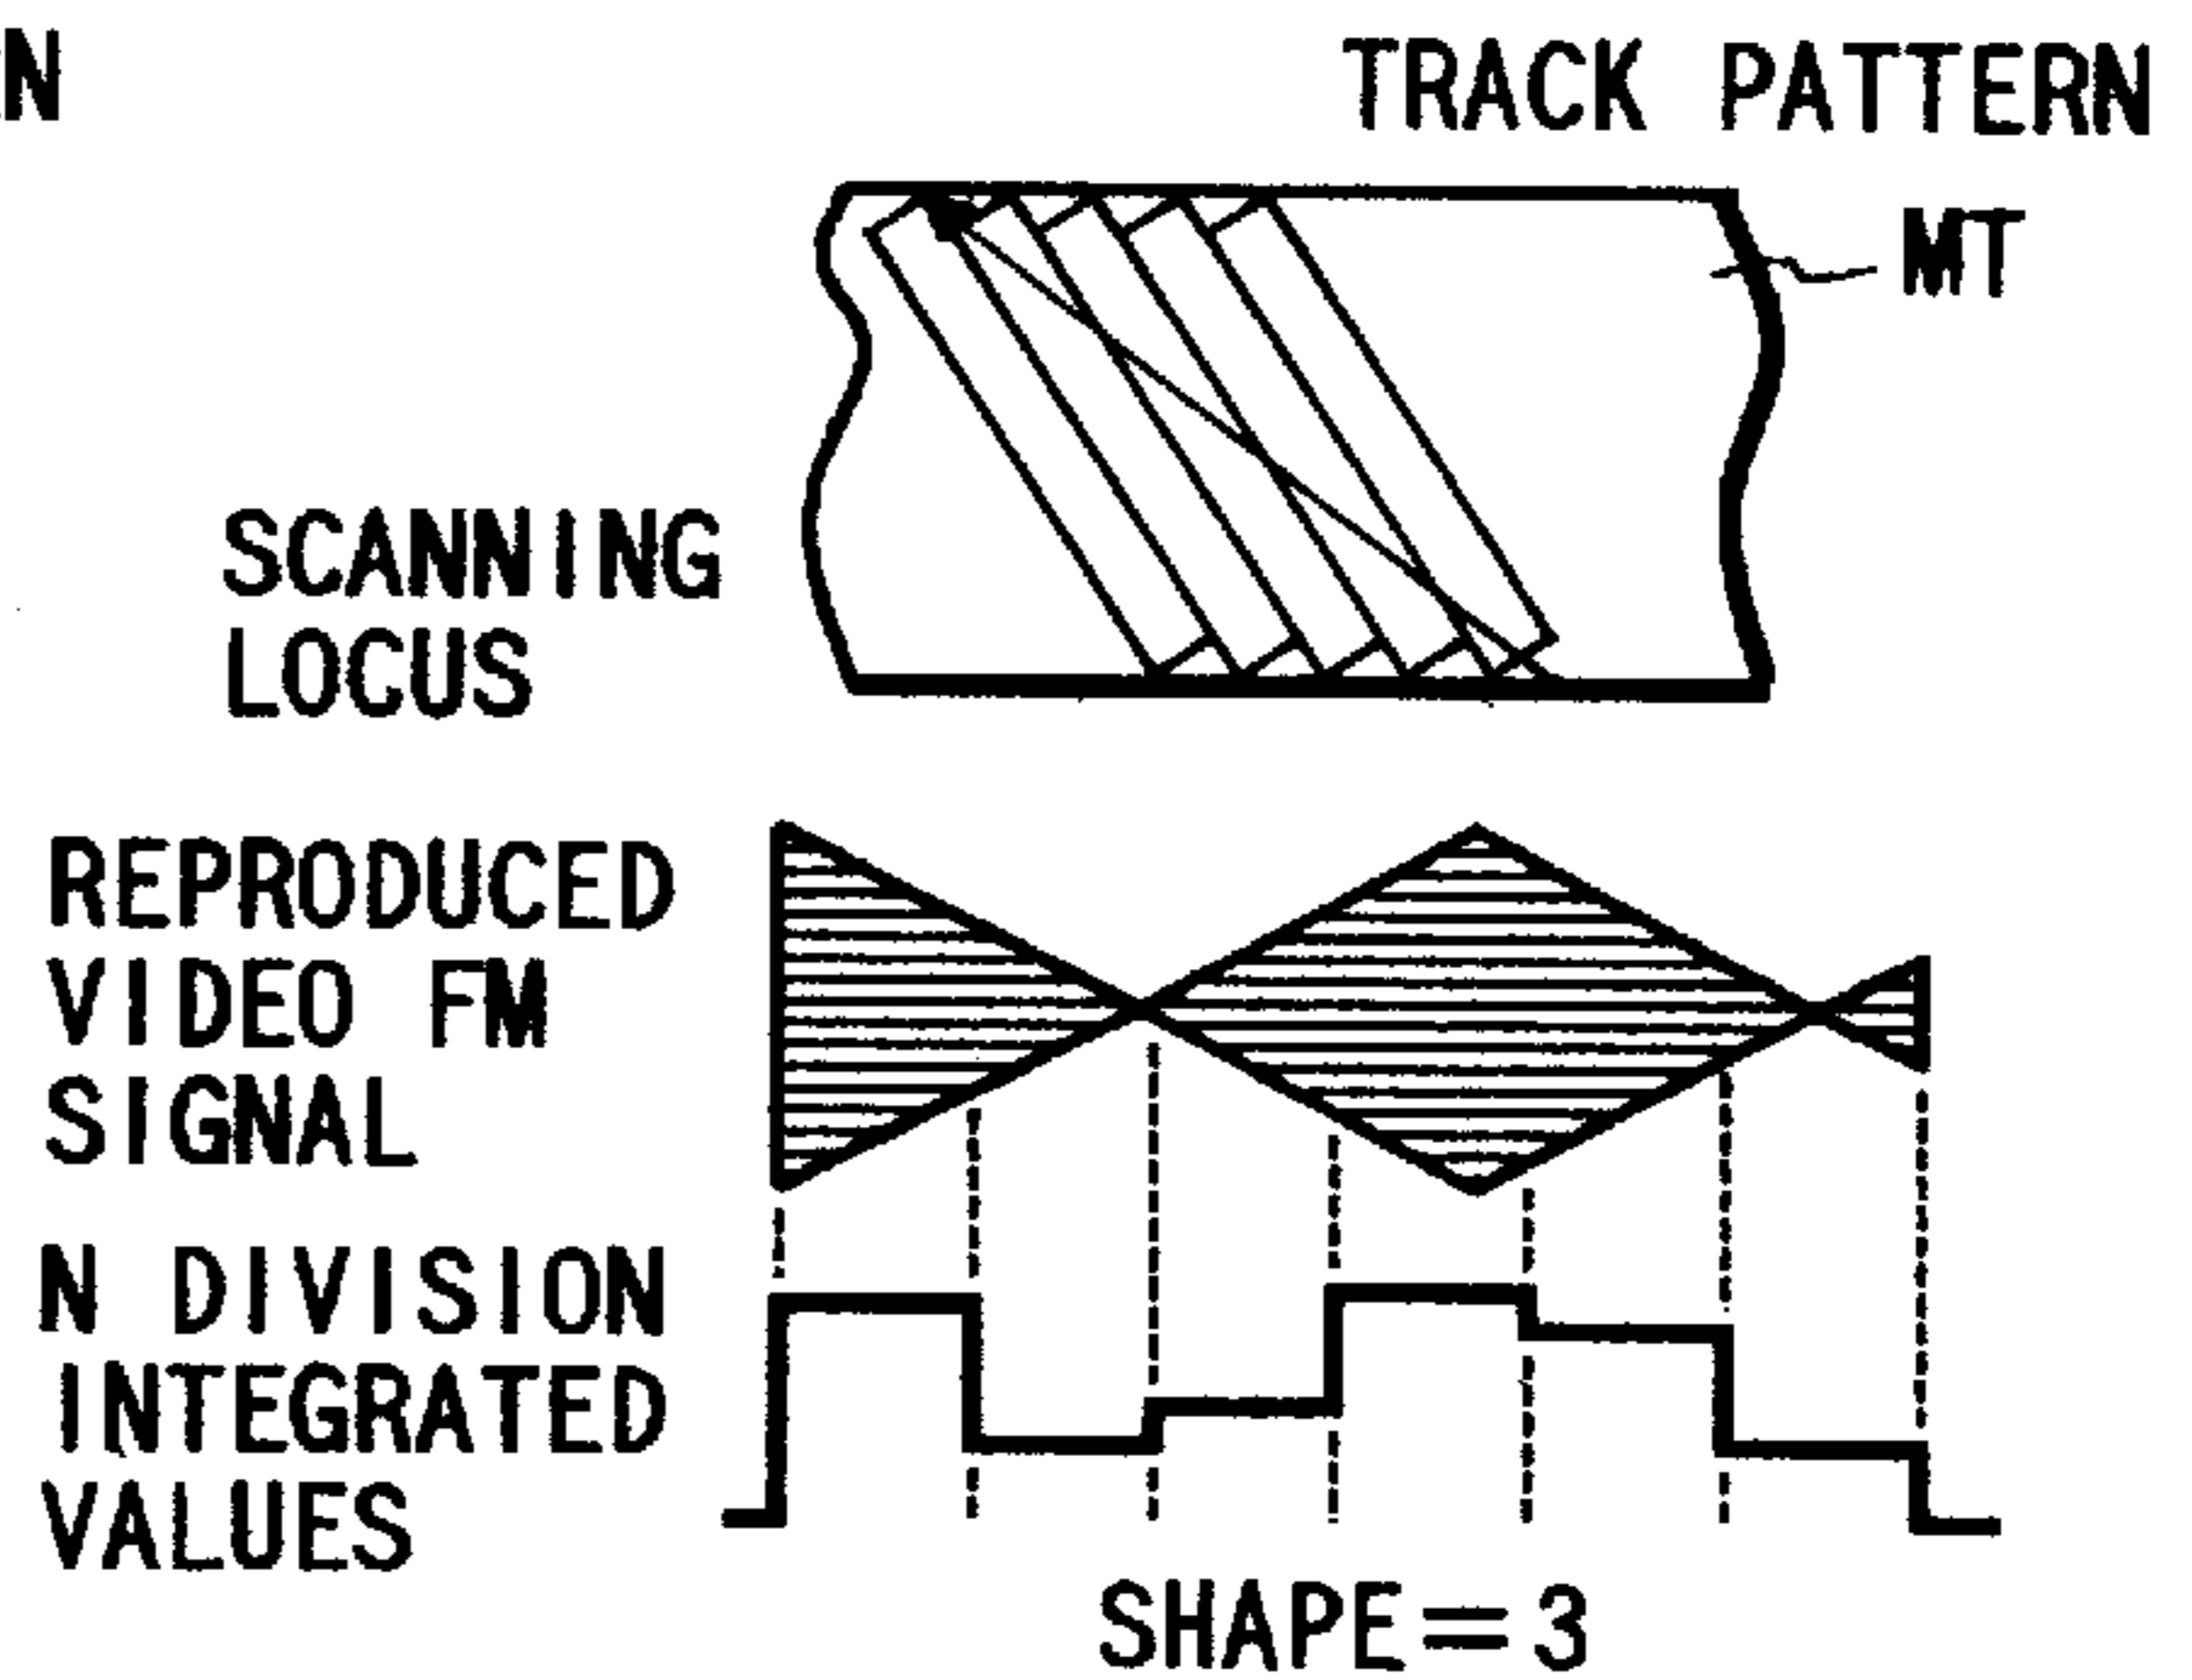 N
TRACK PATTERN
MT
SCANNING
LOCUS
REPRODUCED
VIDEO FM
SIGNAL
N DIVISION
INTEGRATED
VALUES
SHAPE=3